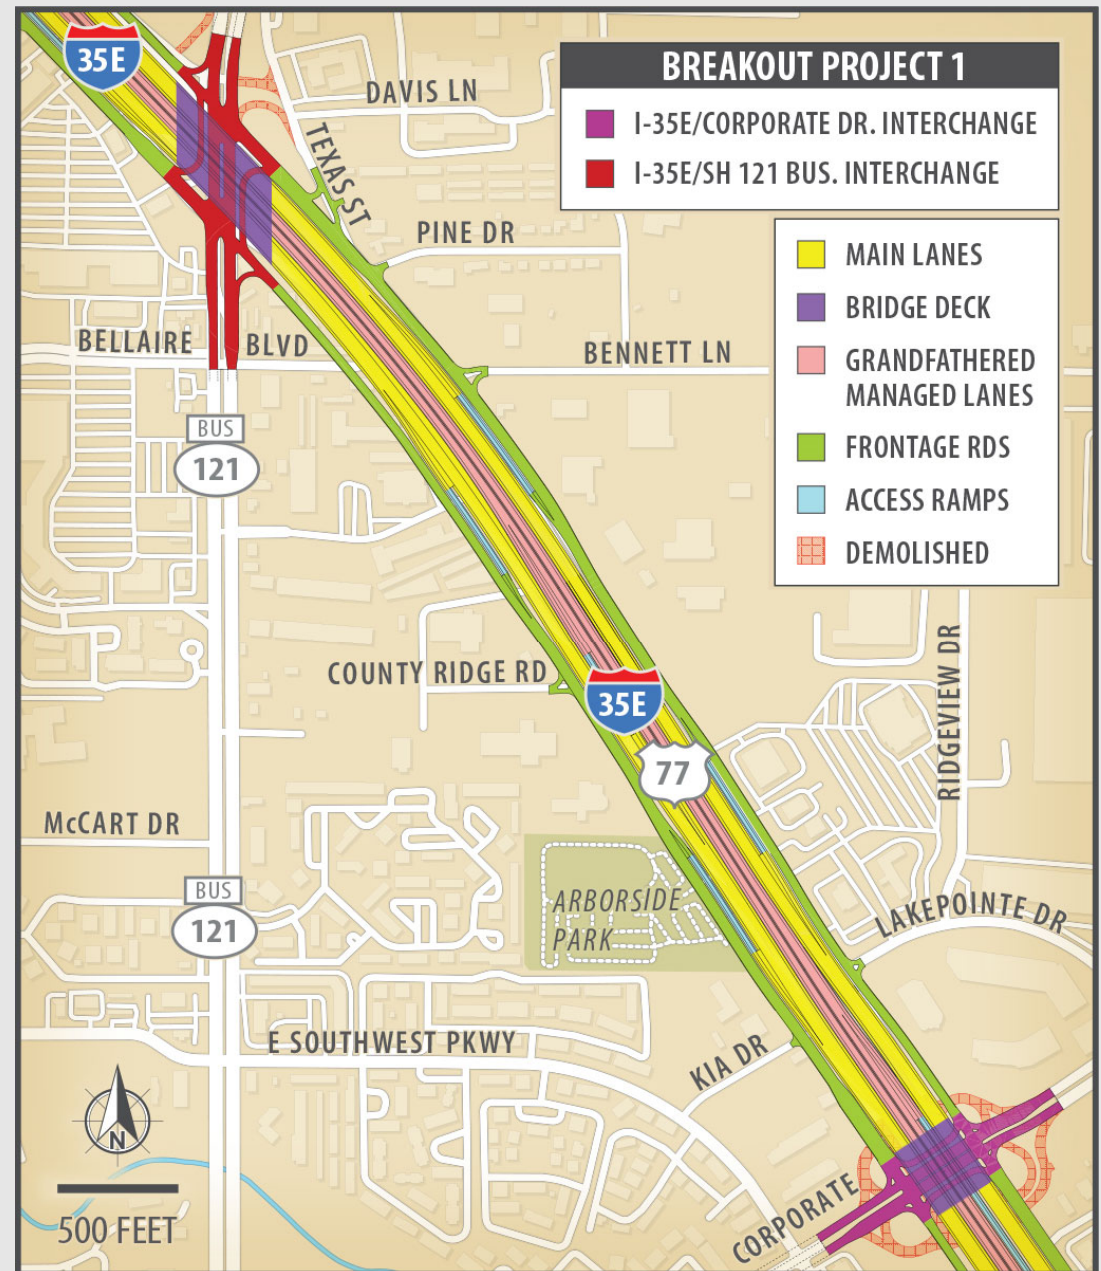 35E
BREAKOUT PROJECT 1
I-35E/CORPORATE DR. INTERCHANGE
I-35E/SH 121 BUS. INTERCHANGE
DAVIS LN
TEXAS ST
PINE DR
MAIN LANES
BRIDGE DECK
GRANDFATHERED
MANAGED LANES
FRONTAGE RDS
ACCESS RAMPS
DEMOLISHED
BELLAIRE BLVD
BENNETT LN
BUS
121
COUNTY RIDGE RD
35E
77
RIDGEVIEW DR
McCART DR
BUS
121
ARBORSIDE
PARK
LAKEPOINTE DR
E SOUTHWEST PKWY
KIA DR
N
500 FEET
CORPORATE